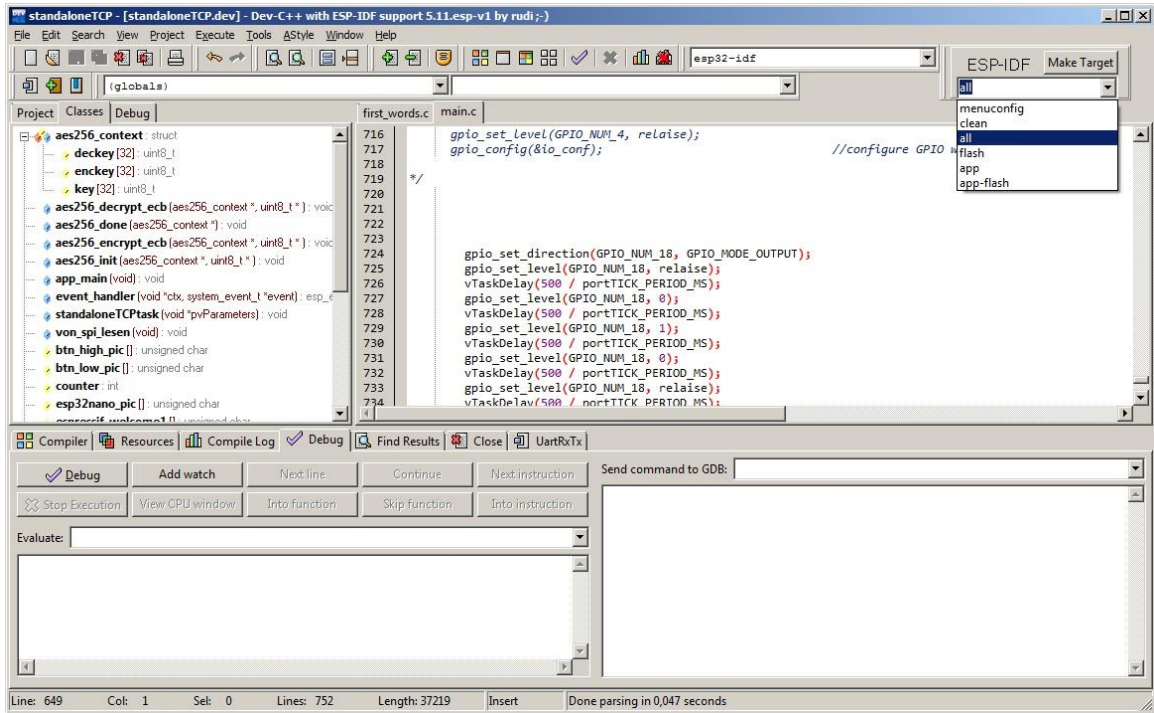 standaloneTCP - [standaloneTCP.dev] - Dev-C++ with ESP-IDF support 5.11.esp-v1 by rudi ;-)
File Edit Search View Project Execute Tools AStyle Window Help
esp32-idf
ESP-IDF Make Target
(globals)
all
menuconfig
clean
all
flash
app
app-flash
Project Classes Debug
first_words.c main.c
aes256_context : struct
deckey [32] : uint8_t
enckey [32] : uint8_t
key [32] : uint8_t
aes256_decrypt_ecb (aes256_context *, uint8_t * ) : voic
aes256_done (aes256_context *) : void
aes256_encrypt_ecb (aes256_context *, uint8_t * ) : voic
aes256_init (aes256_context *, uint8_t * ) : void
app_main (void) : void
event_handler (void *ctx, system_event_t *event) : esp_e
standaloneTCPtask (void *pvParameters) : void
von_spi_lesen (void) : void
btn_high_pic [] : unsigned char
btn_low_pic [] : unsigned char
counter : int
esp32nano_pic [] : unsigned char
espressif_welcome1 [] : unsigned char
716 gpio_set_level(GPIO_NUM_4, relaise);
717 gpio_config(&io_conf); //configure GPIO w
718
719 */
720
721
722
723
724 gpio_set_direction(GPIO_NUM_18, GPIO_MODE_OUTPUT);
725 gpio_set_level(GPIO_NUM_18, relaise);
726 vTaskDelay(500 / portTICK_PERIOD_MS);
727 gpio_set_level(GPIO_NUM_18, 0);
728 vTaskDelay(500 / portTICK_PERIOD_MS);
729 gpio_set_level(GPIO_NUM_18, 1);
730 vTaskDelay(500 / portTICK_PERIOD_MS);
731 gpio_set_level(GPIO_NUM_18, 0);
732 vTaskDelay(500 / portTICK_PERIOD_MS);
733 gpio_set_level(GPIO_NUM_18, relaise);
734 vTaskDelay(500 / portTICK_PERIOD_MS);
Compiler Resources Compile Log Debug Find Results Close UartRxTx
Debug Add watch Next line Continue Next instruction
Send command to GDB:
Stop Execution View CPU window Into function Skip function Into instruction
Evaluate:
Line: 649 Col: 1 Sel: 0 Lines: 752 Length: 37219 Insert Done parsing in 0,047 seconds